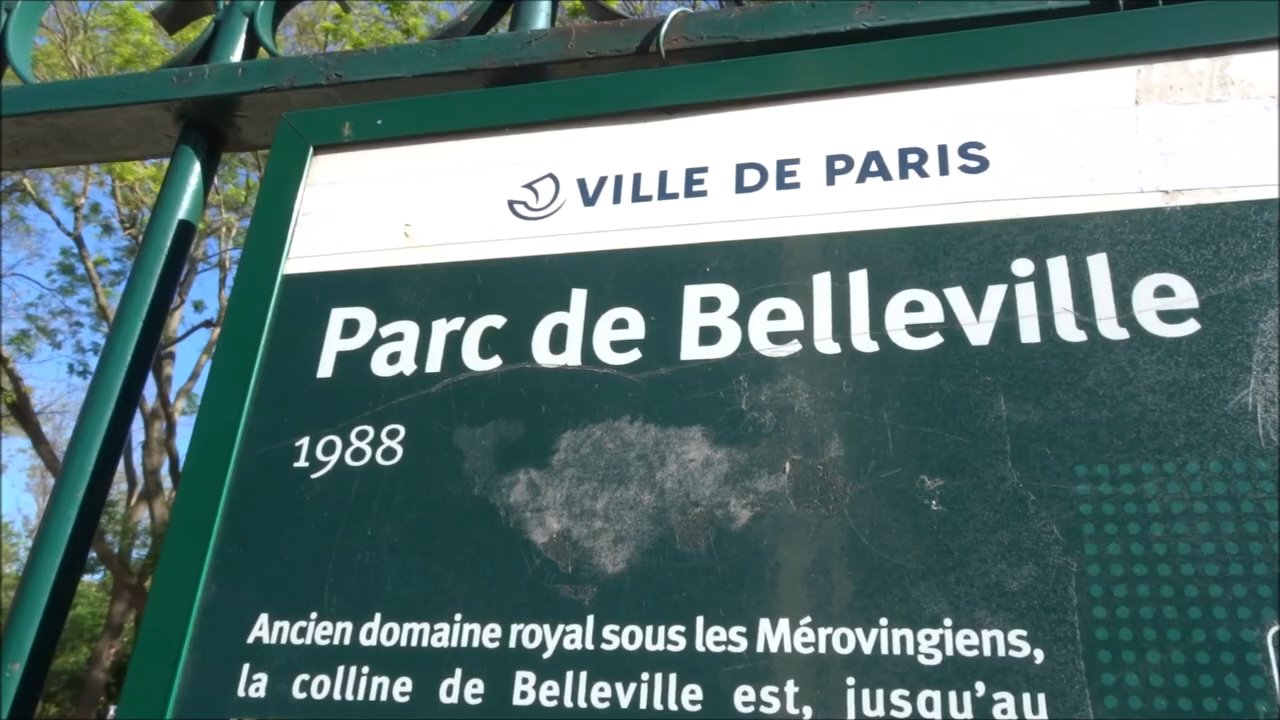 VILLE DE PARIS
Parc de Belleville
1988
Ancien domaine royal sous les Mérovingiens,
la colline de Belleville est, jusqu'au